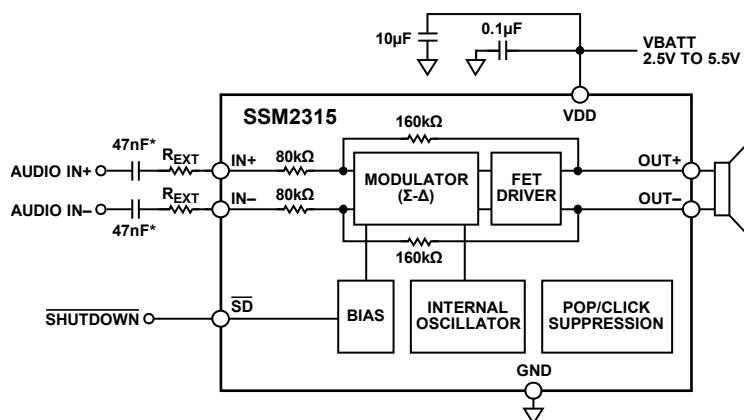 10µF
0.1µF
VBATT
2.5V TO 5.5V
VDD
SSM2315
160kΩ
47nF*
REXT
IN+
80kΩ
OUT+
AUDIO IN+
MODULATOR
(Σ-Δ)
FET
DRIVER
AUDIO IN–
REXT
IN–
80kΩ
OUT–
47nF*
160kΩ
SHUTDOWN
SD
BIAS
INTERNAL
OSCILLATOR
POP/CLICK
SUPPRESSION
GND